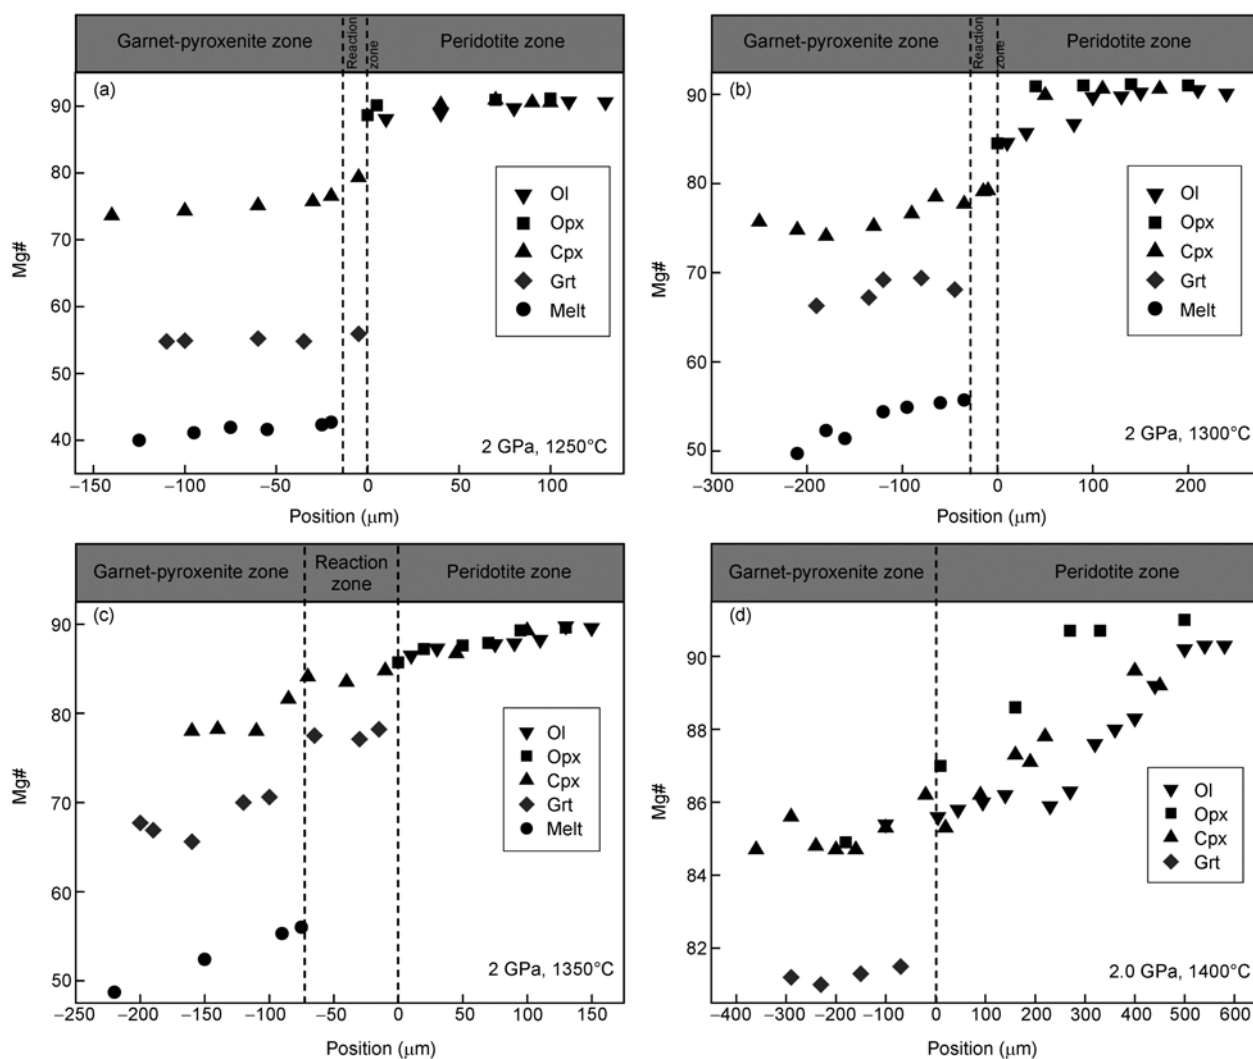 Garnet-pyroxenite zone
Reaction
zone
Peridotite zone
(a)
90
80
70
60
50
40
Mg#
Ol
Opx
Cpx
Grt
Melt
2 GPa, 1250°C
−150
−100
−50
0
50
100
Position (μm)
Garnet-pyroxenite zone
Reaction
zone
Peridotite zone
(b)
90
80
70
60
50
Mg#
Ol
Opx
Cpx
Grt
Melt
2 GPa, 1300°C
−300
−200
−100
0
100
200
Position (μm)
Garnet-pyroxenite zone
Reaction
zone
Peridotite zone
(c)
90
80
70
60
50
Mg#
Ol
Opx
Cpx
Grt
Melt
2 GPa, 1350°C
−250
−200
−150
−100
−50
0
50
100
150
Position (μm)
Garnet-pyroxenite zone
Peridotite zone
(d)
90
88
86
84
82
Mg#
Ol
Opx
Cpx
Grt
2.0 GPa, 1400°C
−400
−300
−200
−100
0
100
200
300
400
500
600
Position (μm)